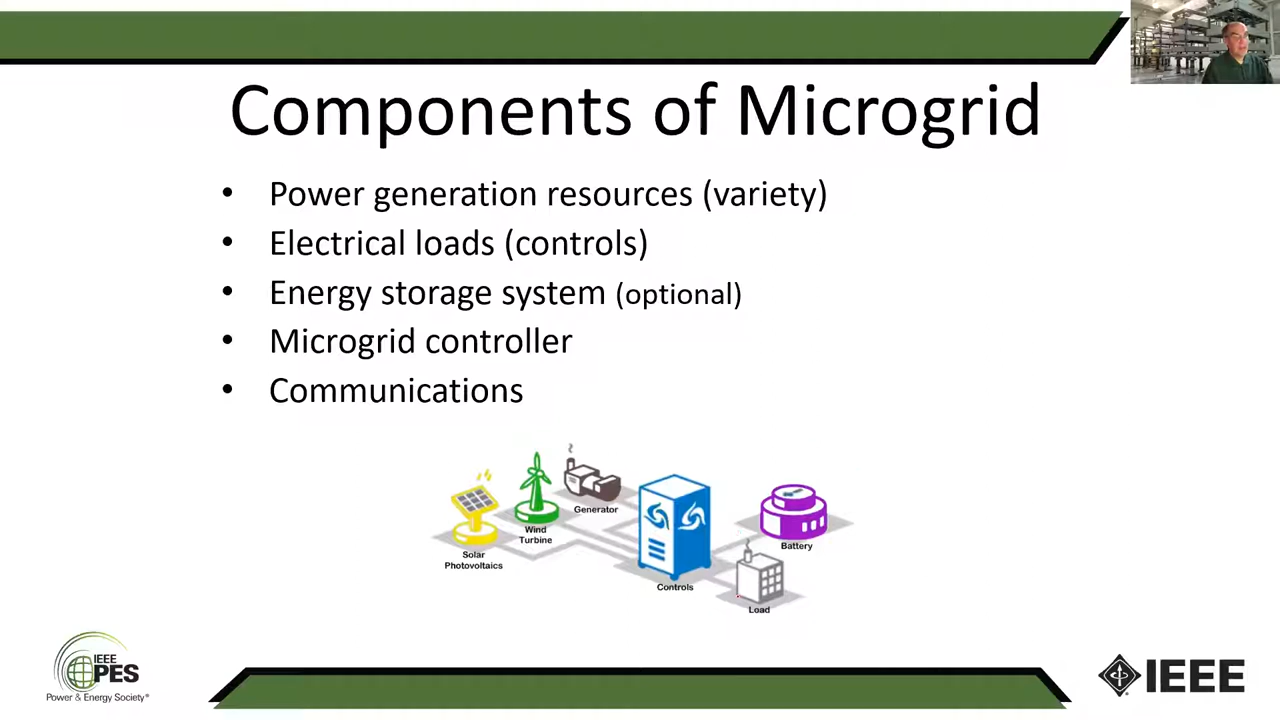 Components of Microgrid
• Power generation resources (variety)
• Electrical loads (controls)
• Energy storage system (optional)
• Microgrid controller
• Communications
Generator
Wind
Turbine
Solar
Photovoltaics
Controls
Battery
Load
IEEE
PES
Power & Energy Society®
IEEE